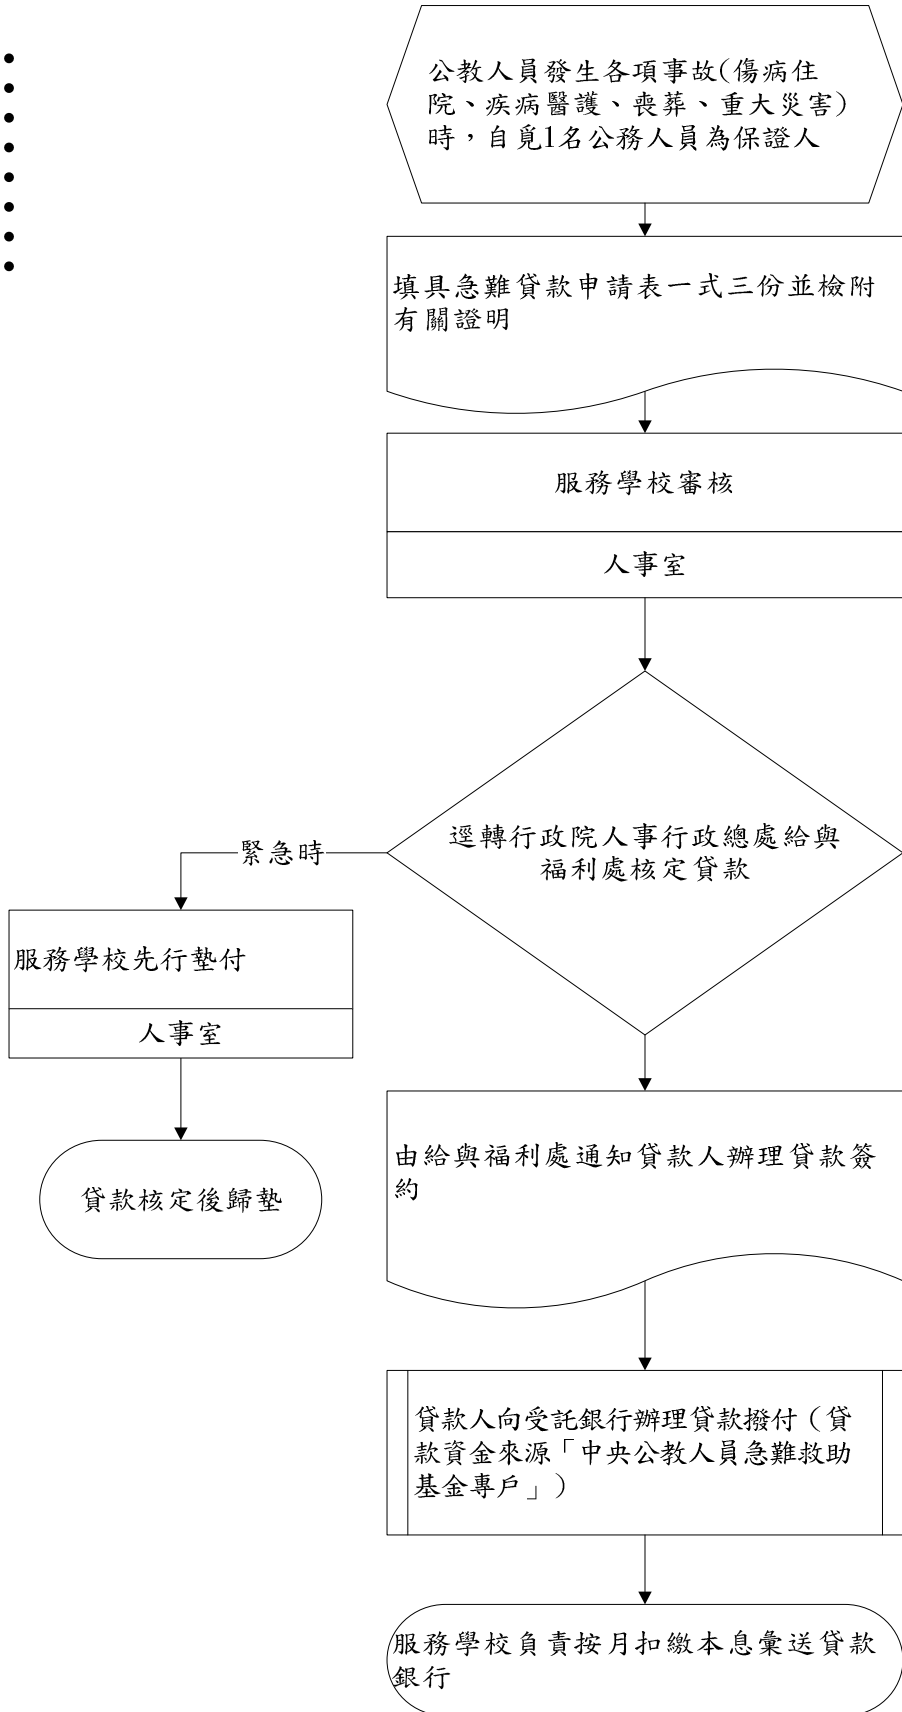 公教人員發生各項事故(傷病住
院、疾病醫護、喪葬、重大災害)
時，自覓1名公務人員為保證人
填具急難貸款申請表一式三份並檢附
有關證明
服務學校審核
人事室
逕轉行政院人事行政總處給與
福利處核定貸款
緊急時
服務學校先行墊付
人事室
貸款核定後歸墊
由給與福利處通知貸款人辦理貸款簽
約
貸款人向受託銀行辦理貸款撥付（貸
款資金來源「中央公教人員急難救助
基金專戶」）
服務學校負責按月扣繳本息彙送貸款
銀行